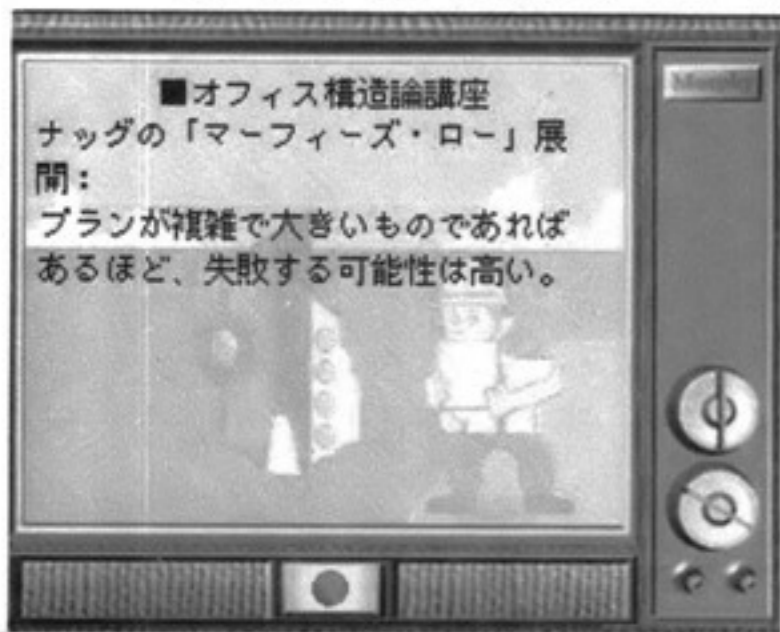 ■オフィス構造論講座
ナッグの「マーフィーズ・ロー」展
開:
プランが複雑で大きいものであれば
あるほど、失敗する可能性は高い。
Murphy